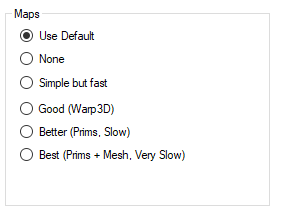 Maps
Use Default
None
Simple but fast
Good (Warp3D)
Better (Prims, Slow)
Best (Prims + Mesh, Very Slow)